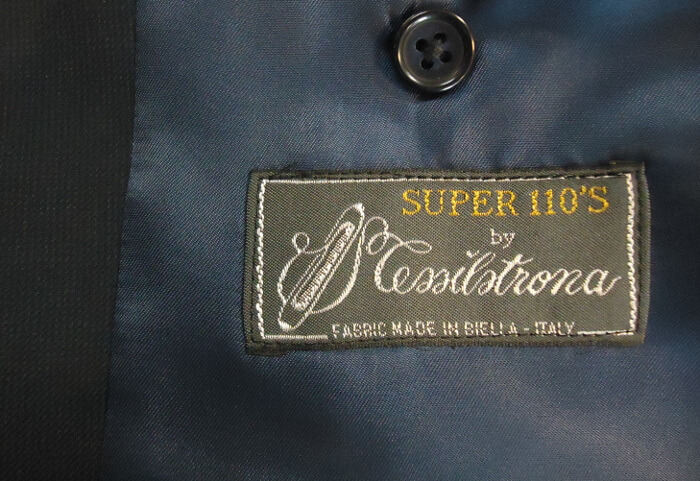 SUPER 110'S
by
Tessilstrona
FABRIC MADE IN BIELLA - ITALY